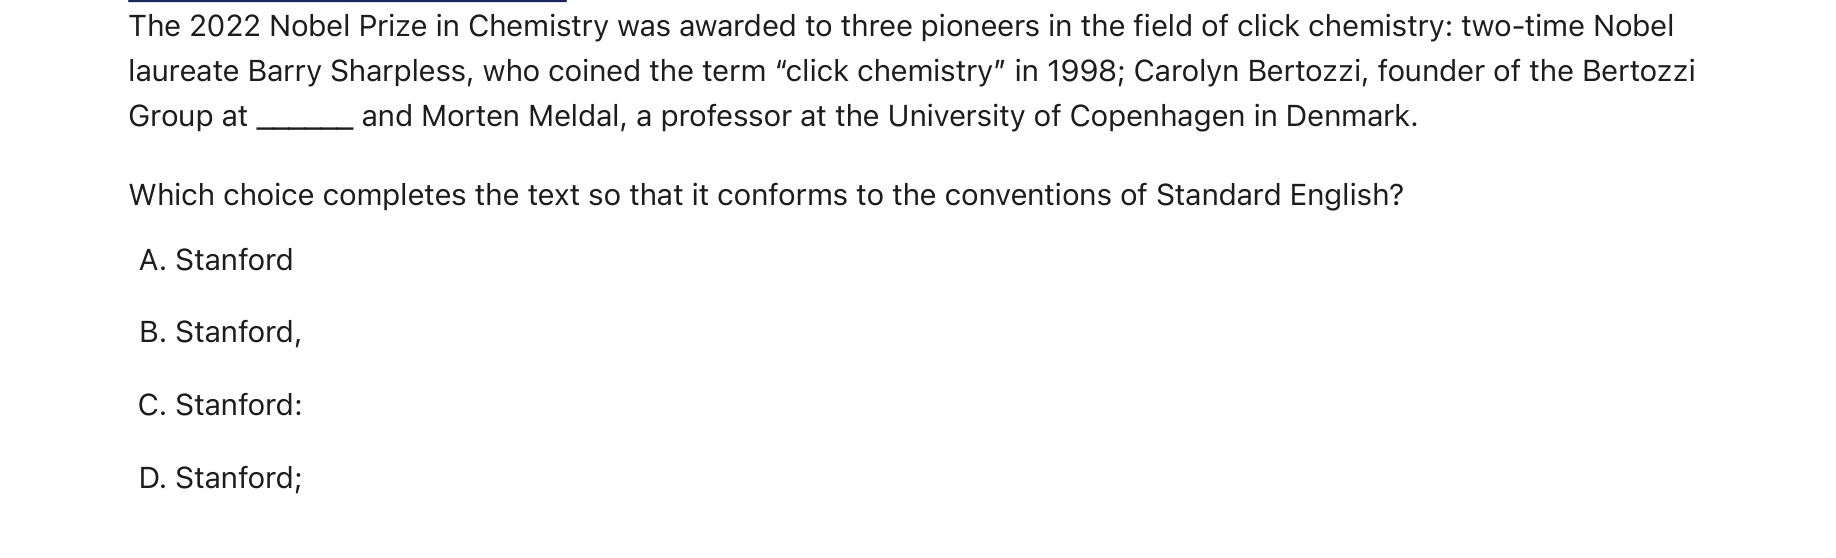 The 2022 Nobel Prize in Chemistry was awarded to three pioneers in the field of click chemistry: two-time Nobel
laureate Barry Sharpless, who coined the term “click chemistry” in 1998; Carolyn Bertozzi, founder of the Bertozzi
Group at ______ and Morten Meldal, a professor at the University of Copenhagen in Denmark.
Which choice completes the text so that it conforms to the conventions of Standard English?
A. Stanford
B. Stanford,
C. Stanford:
D. Stanford;